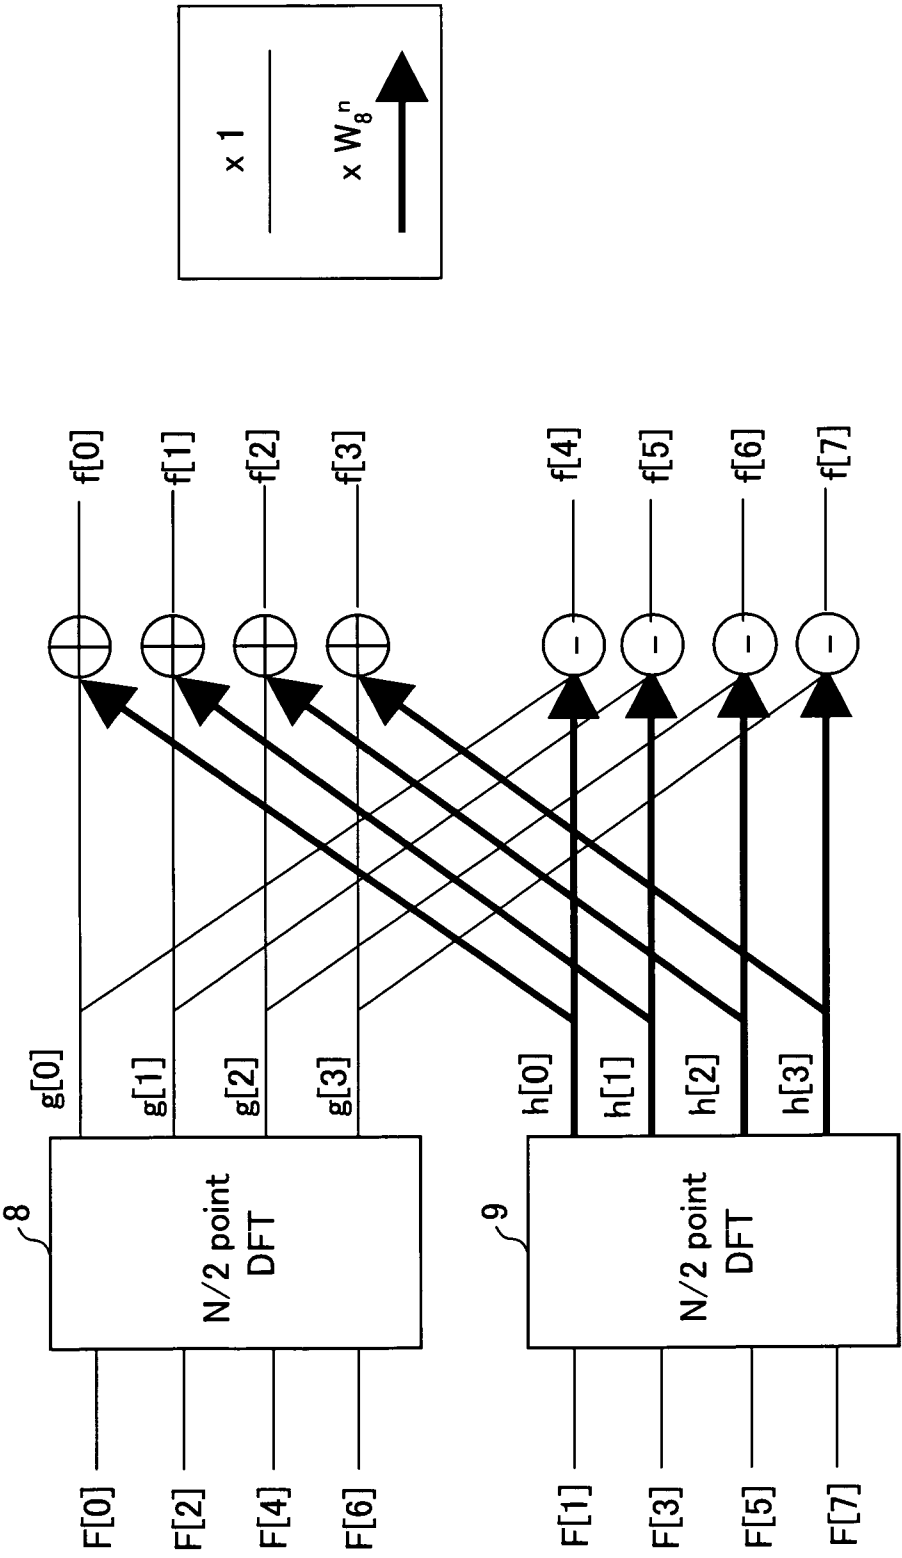 8
F[0]
F[2]
F[4]
F[6]
N/2 point
DFT
g[0]
g[1]
g[2]
g[3]
f[0]
f[1]
f[2]
f[3]
9
F[1]
F[3]
F[5]
F[7]
N/2 point
DFT
h[0]
h[1]
h[2]
h[3]
-
-
-
-
f[4]
f[5]
f[6]
f[7]
x 1
x W8n